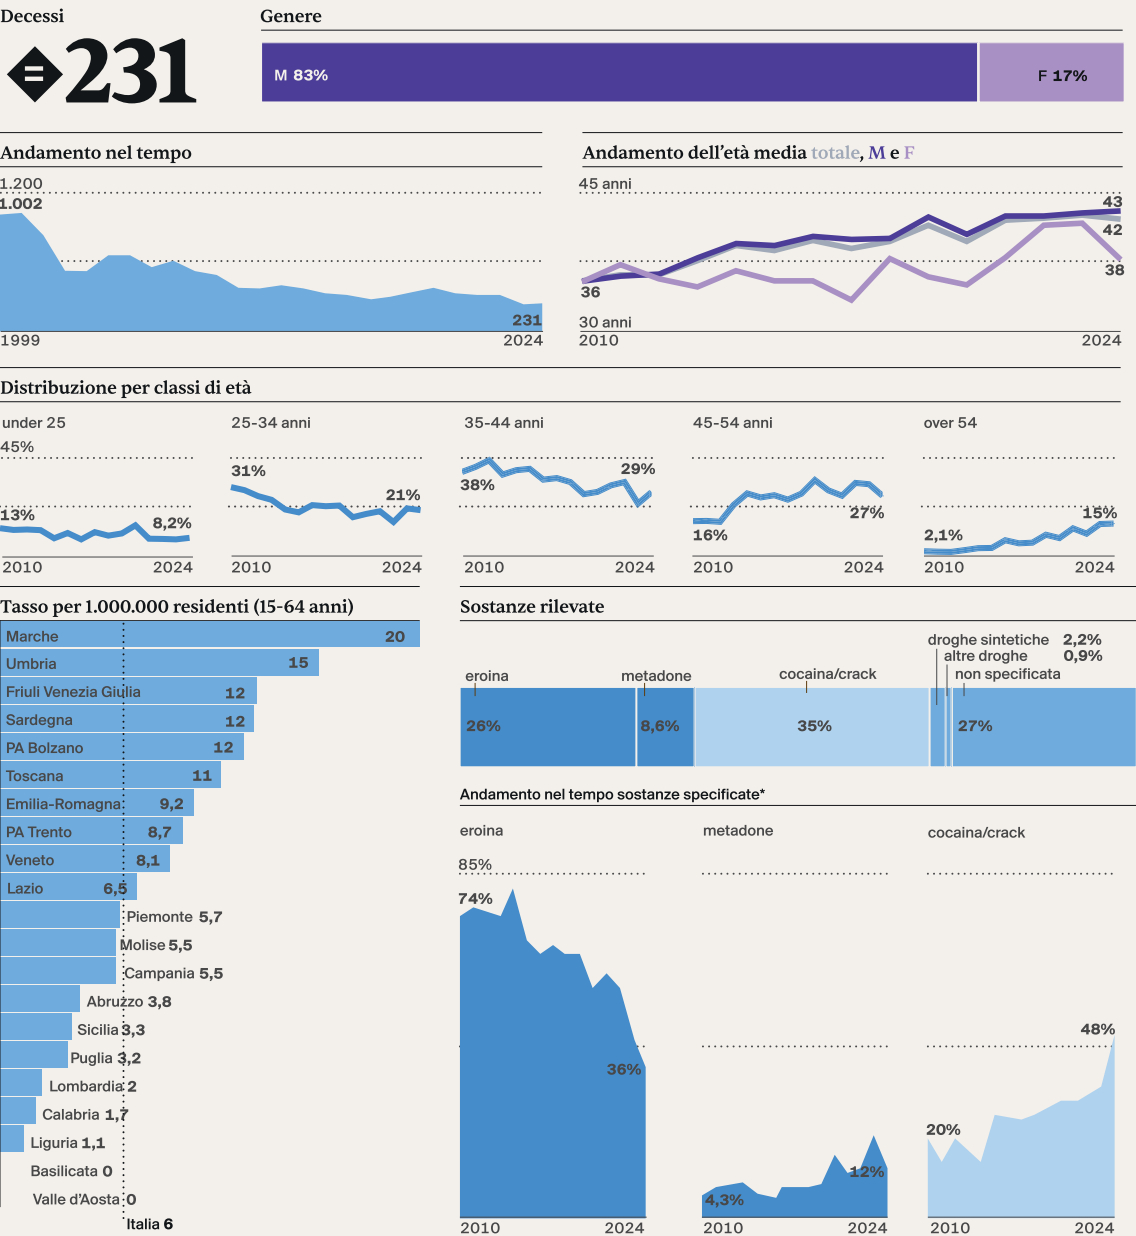 Decessi
Genere
=231
M 83%
F 17%
Andamento nel tempo
1.200
1.002
231
1999
2024
Andamento dell'età media totale, M e F
45 anni
43
42
38
36
30 anni
2010
2024
Distribuzione per classi di età
under 25
25-34 anni
35-44 anni
45-54 anni
over 54
45%
13%
8,2%
31%
21%
38%
29%
16%
27%
2,1%
15%
2010
2024
2010
2024
2010
2024
2010
2024
2010
2024
Tasso per 1.000.000 residenti (15-64 anni)
Marche 20
Umbria 15
Friuli Venezia Giulia 12
Sardegna 12
PA Bolzano 12
Toscana 11
Emilia-Romagna 9,2
PA Trento 8,7
Veneto 8,1
Lazio 6,5
Piemonte 5,7
Molise 5,5
Campania 5,5
Abruzzo 3,8
Sicilia 3,3
Puglia 3,2
Lombardia 2
Calabria 1,7
Liguria 1,1
Basilicata 0
Valle d'Aosta 0
Italia 6
Sostanze rilevate
droghe sintetiche 2,2%
altre droghe 0,9%
eroina
metadone
cocaina/crack
non specificata
26%
8,6%
35%
27%
Andamento nel tempo sostanze specificate*
eroina
metadone
cocaina/crack
85%
74%
36%
4,3%
12%
20%
48%
2010
2024
2010
2024
2010
2024